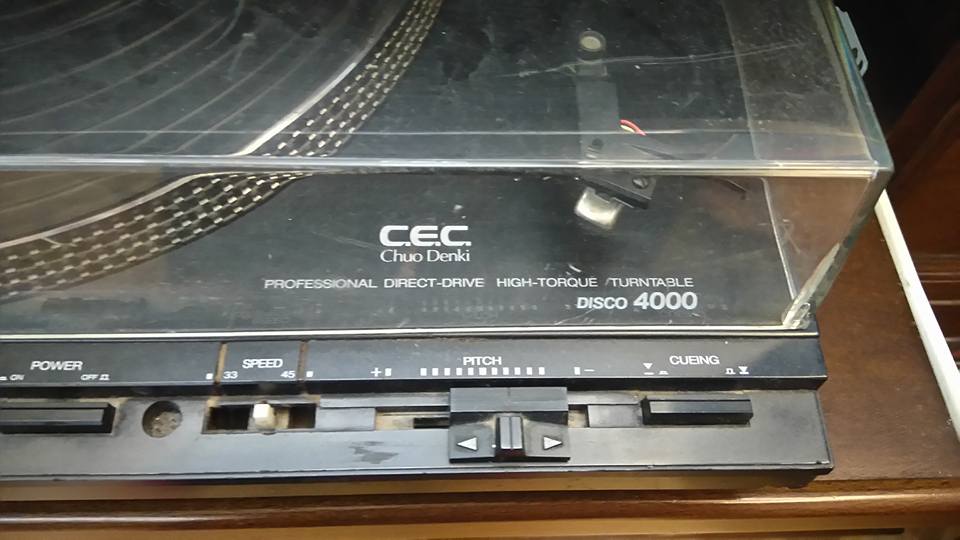 C.E.C.
Chuo Denki
PROFESSIONAL DIRECT-DRIVE HIGH-TORQUE TURNTABLE
DISCO 4000
POWER SPEED PITCH CUEING
ON OFF 33 45 + −